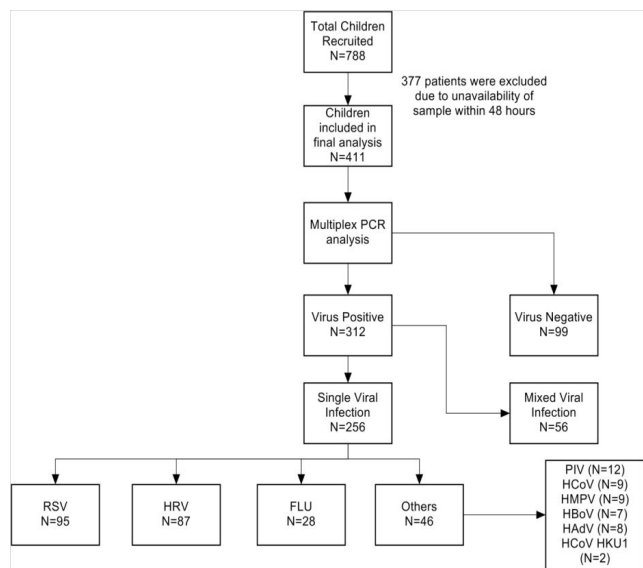 Total Children
Recruited
N=788
377 patients were excluded
due to unavailability of
sample within 48 hours
Children
included in
final analysis
N=411
Multiplex PCR
analysis
Virus Positive
N=312
Virus Negative
N=99
Single Viral
Infection
N=256
Mixed Viral
Infection
N=56
RSV
N=95
HRV
N=87
FLU
N=28
Others
N=46
PIV (N=12)
HCoV (N=9)
HMPV (N=9)
HBoV (N=7)
HAdV (N=8)
HCoV HKU1
(N=2)